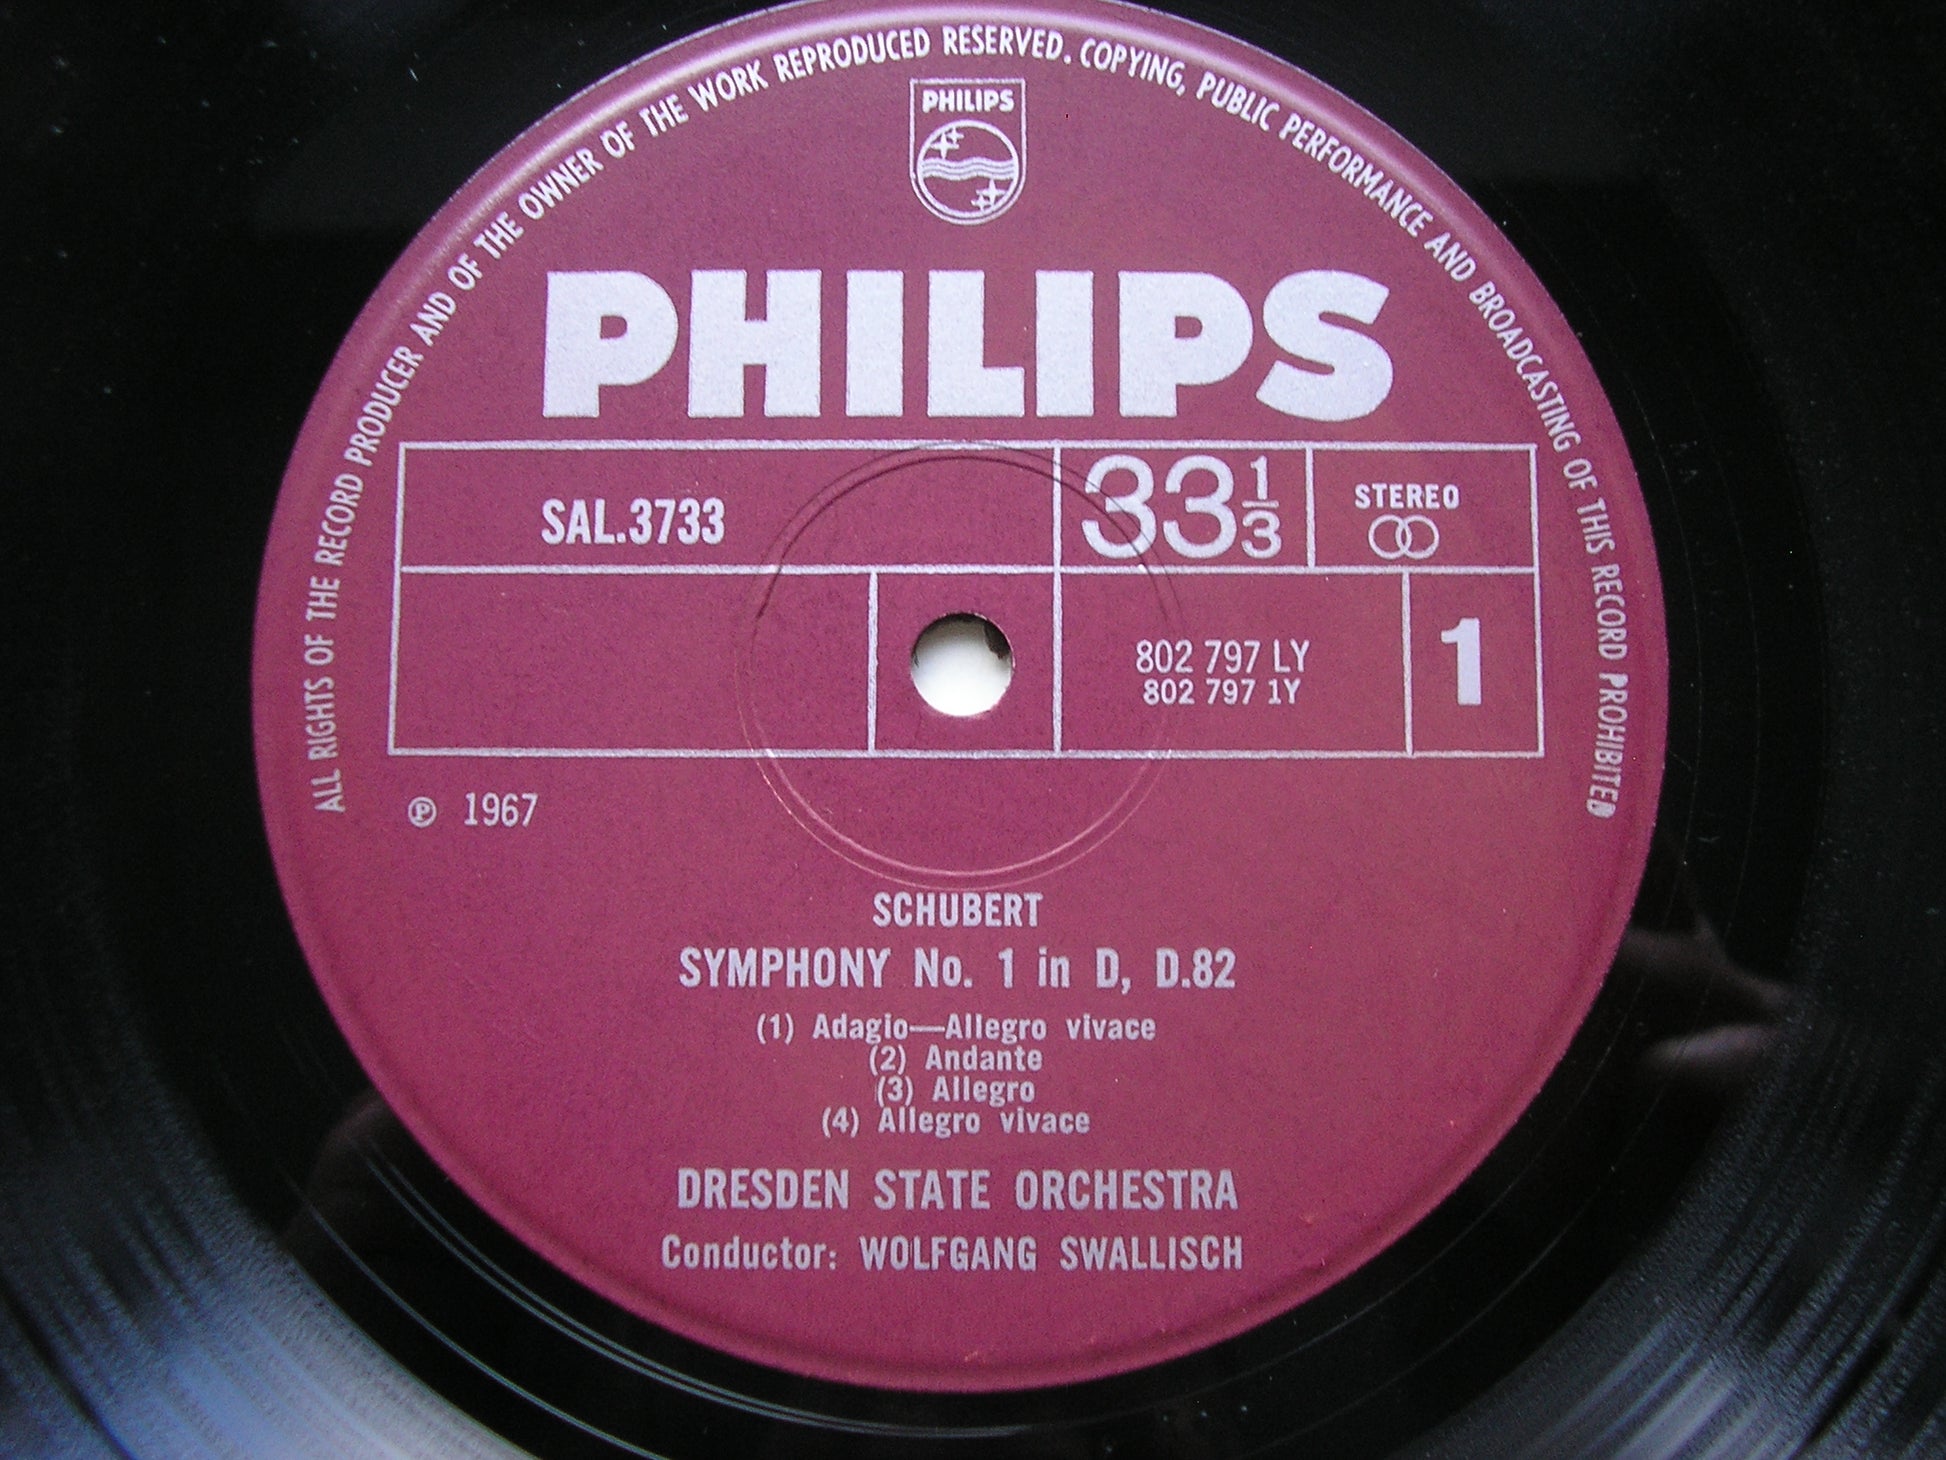 ALL RIGHTS OF THE RECORD PRODUCER AND OF THE OWNER OF THE WORK REPRODUCED RESERVED. COPYING, PUBLIC PERFORMANCE AND BROADCASTING OF THIS RECORD PROHIBITED
PHILIPS
PHILIPS
SAL.3733
33 1/3
STEREO
802 797 LY
802 797 1Y
1
℗ 1967
SCHUBERT
SYMPHONY No. 1 in D, D.82
(1) Adagio—Allegro vivace
(2) Andante
(3) Allegro
(4) Allegro vivace
DRESDEN STATE ORCHESTRA
Conductor: WOLFGANG SWALLISCH